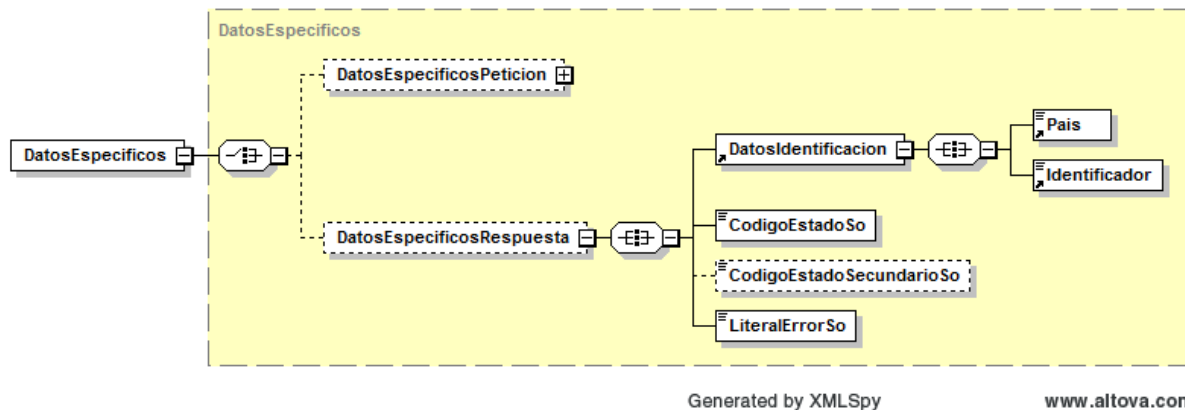 DatosEspecificos
DatosEspecificosPeticion
Pais
DatosEspecificos
DatosIdentificacion
Identificador
DatosEspecificosRespuesta
CodigoEstadoSo
CodigoEstadoSecundarioSo
LiteralErrorSo
Generated by XMLSpy
www.altova.com